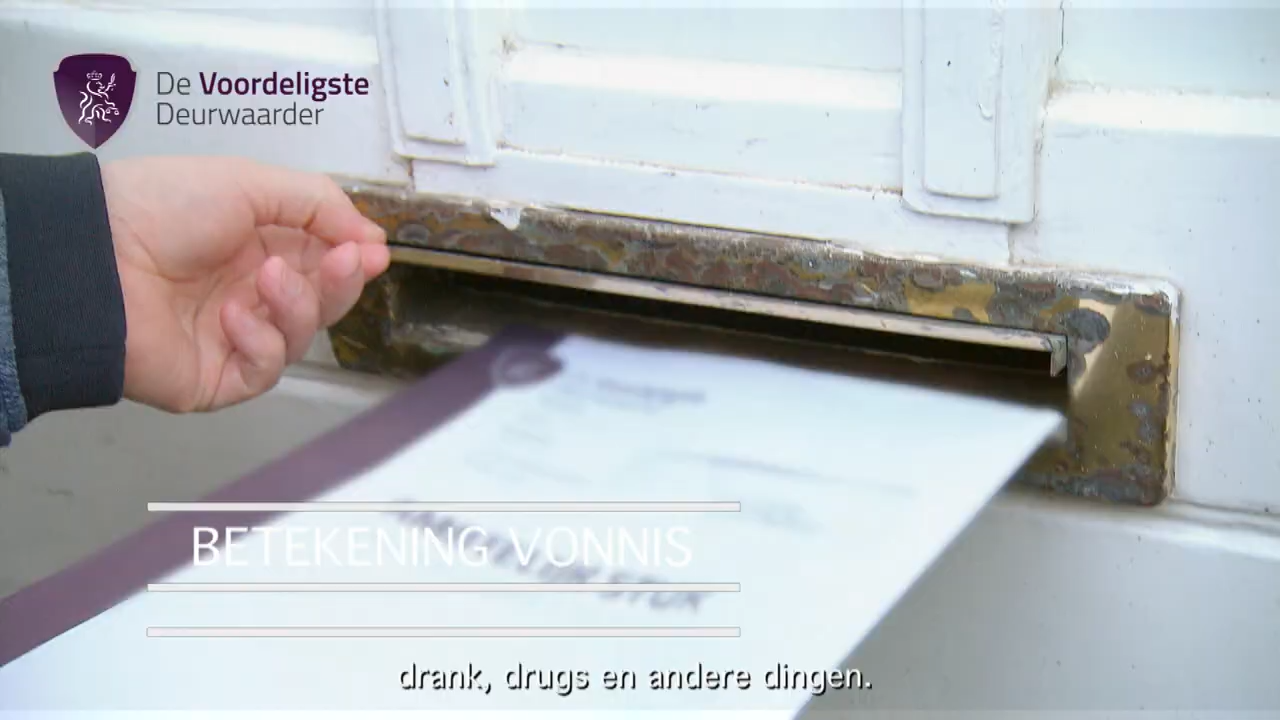 De Voordeligste
Deurwaarder
BETEKENING VONNIS
drank, drugs en andere dingen.